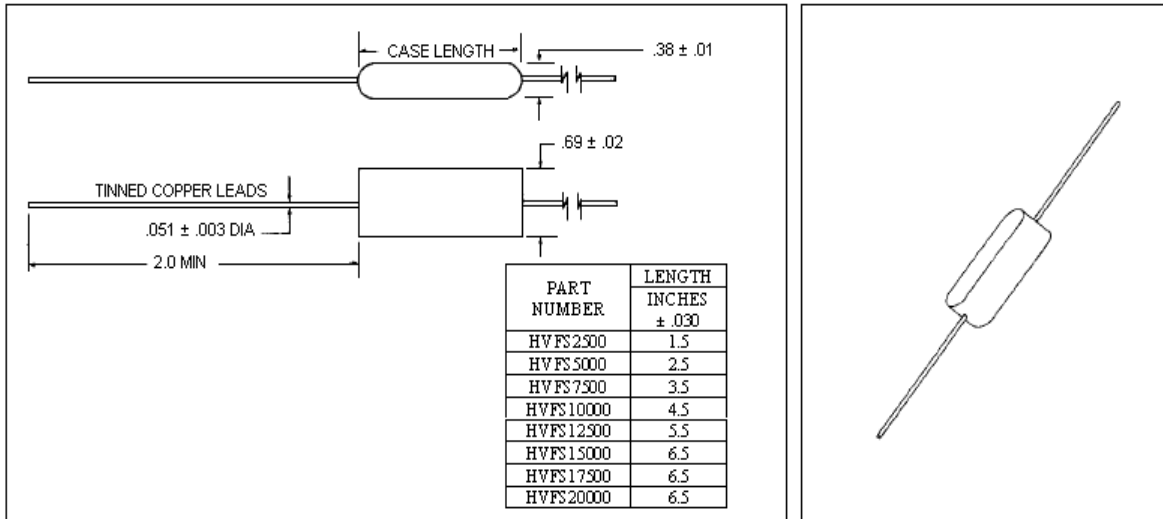 CASE LENGTH
.38 ± .01
.69 ± .02
TINNED COPPER LEADS
.051 ± .003 DIA
2.0 MIN
PART NUMBER
LENGTH
INCHES
± .030
HVFS2500 1.5
HVFS5000 2.5
HVFS7500 3.5
HVFS10000 4.5
HVFS12500 5.5
HVFS15000 6.5
HVFS17500 6.5
HVFS20000 6.5